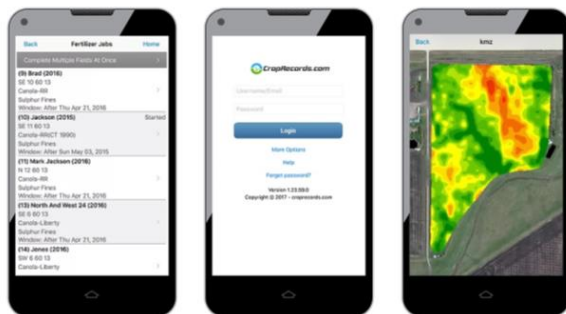 Back Fertilizer Jobs Home
Complete Multiple Fields At Once
(9) Brad (2016)
SE 10 60 13
Canola-RR
Sulphur Fines
Window: After Thu Apr 21, 2016
(10) Jackson (2015) Started
SE 11 60 13
Canola-RR(CT 1990)
Sulphur Fines
Window: After Sun May 03, 2015
(11) Mark Jackson (2016)
N 12 60 13
Canola-RR
Sulphur Fines
Window: After Thu Apr 21, 2016
(13) North And West 24 (2016)
SE 6 60 13
Canola-Liberty
Sulphur Fines
Window: After Thu Apr 21, 2016
(14) Jones (2016)
SW 6 60 13
Canola-Liberty
CropRecords.com
Username/Email
Password
Login
More Options
Help
Forgot password?
Copyright © 2017 - croprecords.com
Back kmz